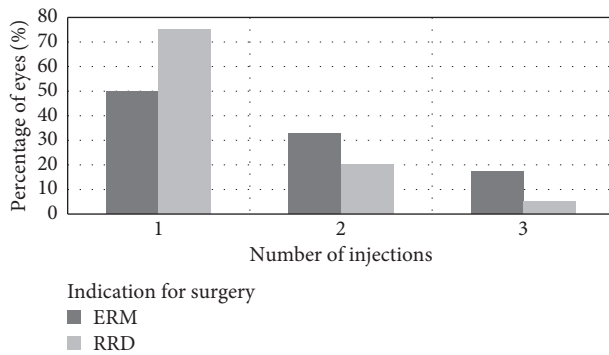 Percentage of eyes (%)
80
70
60
50
40
30
20
10
0
1 2 3
Number of injections
Indication for surgery
ERM
RRD